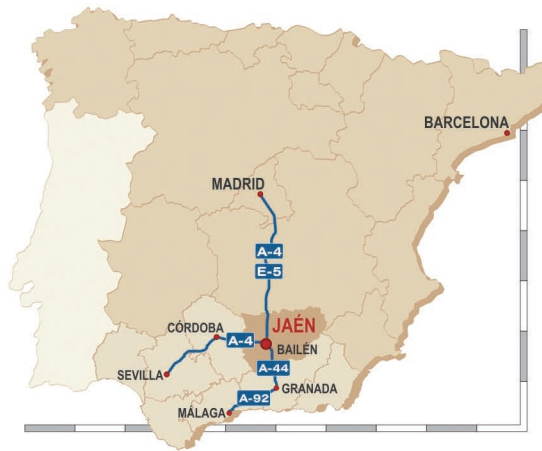 BARCELONA
MADRID
A-4
E-5
JAÉN
CÓRDOBA
A-4
BAILÉN
A-44
SEVILLA
GRANADA
A-92
MÁLAGA